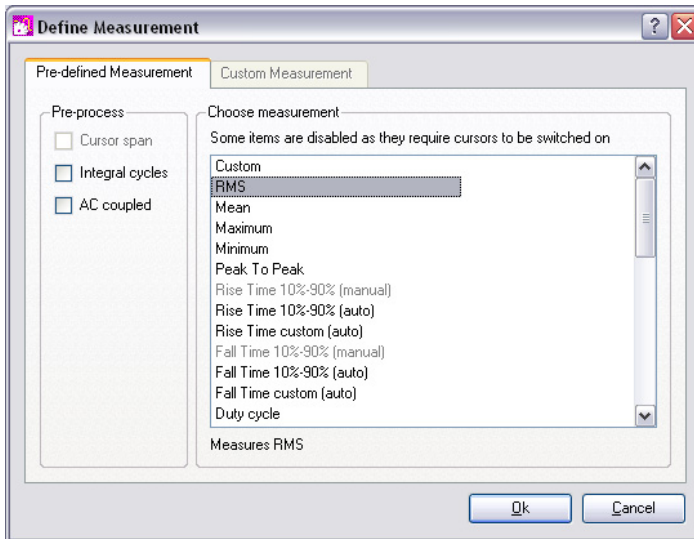 Define Measurement
Pre-defined Measurement
Custom Measurement
Pre-process
Cursor span
Integral cycles
AC coupled
Choose measurement
Some items are disabled as they require cursors to be switched on
Custom
RMS
Mean
Maximum
Minimum
Peak To Peak
Rise Time 10%-90% (manual)
Rise Time 10%-90% (auto)
Rise Time custom (auto)
Fall Time 10%-90% (manual)
Fall Time 10%-90% (auto)
Fall Time custom (auto)
Duty cycle
Measures RMS
Ok
Cancel